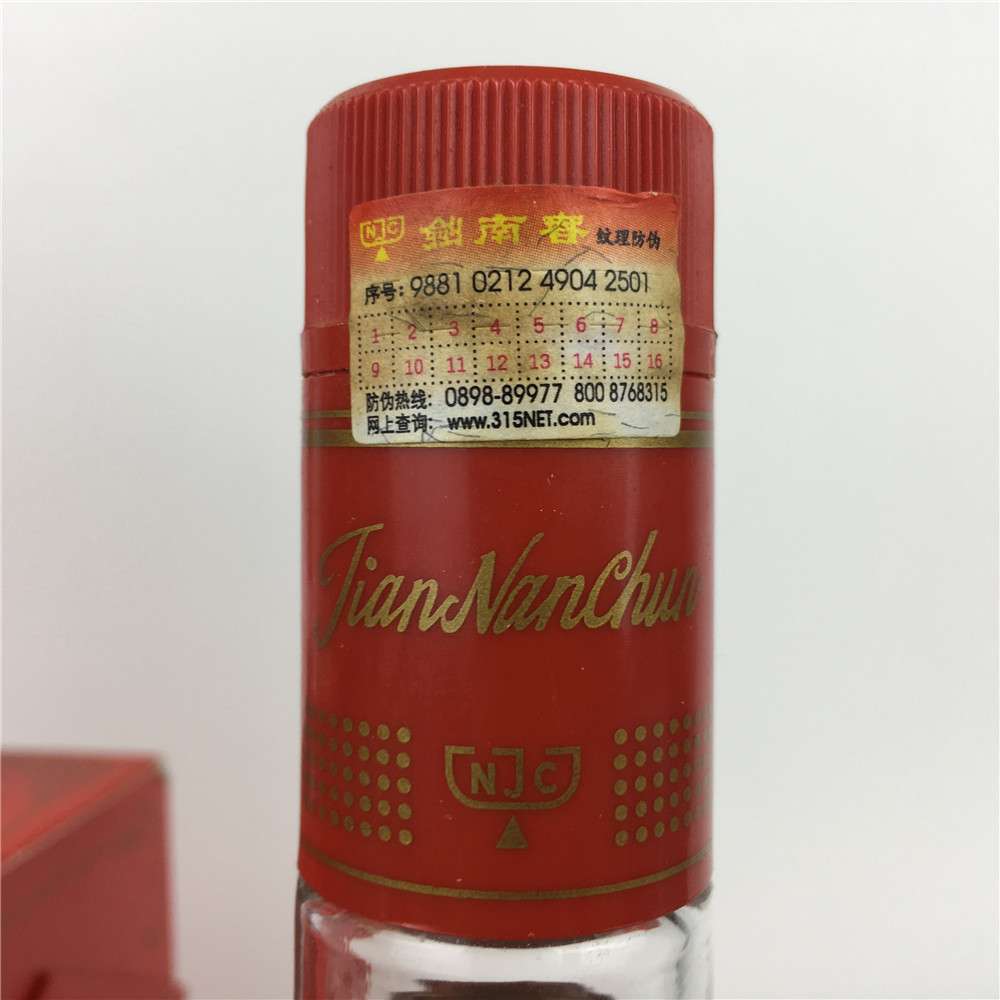 NJC 剑南春 纹理防伪
序号:9881 0212 4904 2501
1 2 3 4 5 6 7 8
9 10 11 12 13 14 15 16
防伪热线: 0898-89977 800 8768315
网上查询: www.315NET.com
JianNanChun
NJC